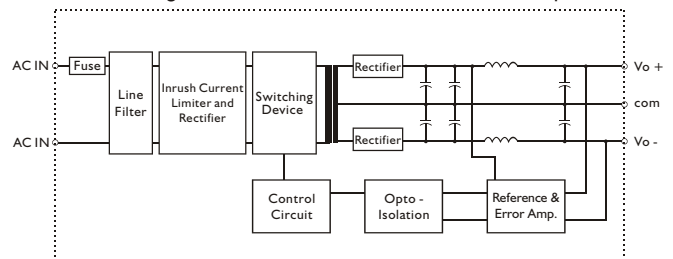 AC IN
Fuse
Line
Filter
Inrush Current
Limiter and
Rectifier
Switching
Device
Rectifier
Vo +
com
AC IN
Rectifier
Vo -
Control
Circuit
Opto -
Isolation
Reference &
Error Amp.